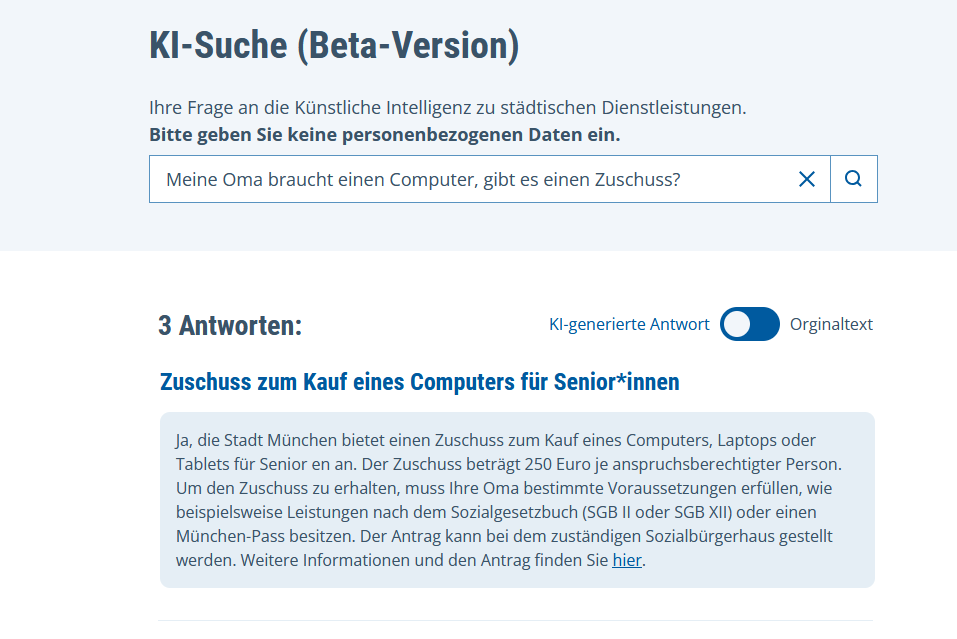 KI-Suche (Beta-Version)
Ihre Frage an die Künstliche Intelligenz zu städtischen Dienstleistungen.
Bitte geben Sie keine personenbezogenen Daten ein.
Meine Oma braucht einen Computer, gibt es einen Zuschuss?
3 Antworten:
KI-generierte Antwort
Orginaltext
Zuschuss zum Kauf eines Computers für Senior*innen
Ja, die Stadt München bietet einen Zuschuss zum Kauf eines Computers, Laptops oder
Tablets für Senior en an. Der Zuschuss beträgt 250 Euro je anspruchsberechtigter Person.
Um den Zuschuss zu erhalten, muss Ihre Oma bestimmte Voraussetzungen erfüllen, wie
beispielsweise Leistungen nach dem Sozialgesetzbuch (SGB II oder SGB XII) oder einen
München-Pass besitzen. Der Antrag kann bei dem zuständigen Sozialbürgerhaus gestellt
werden. Weitere Informationen und den Antrag finden Sie hier.